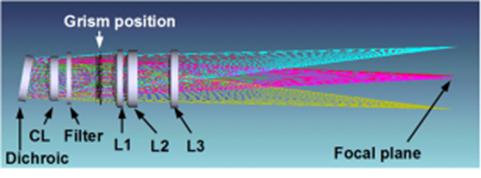 Grism position
CL
Filter
L1
L2
L3
Dichroic
Focal plane